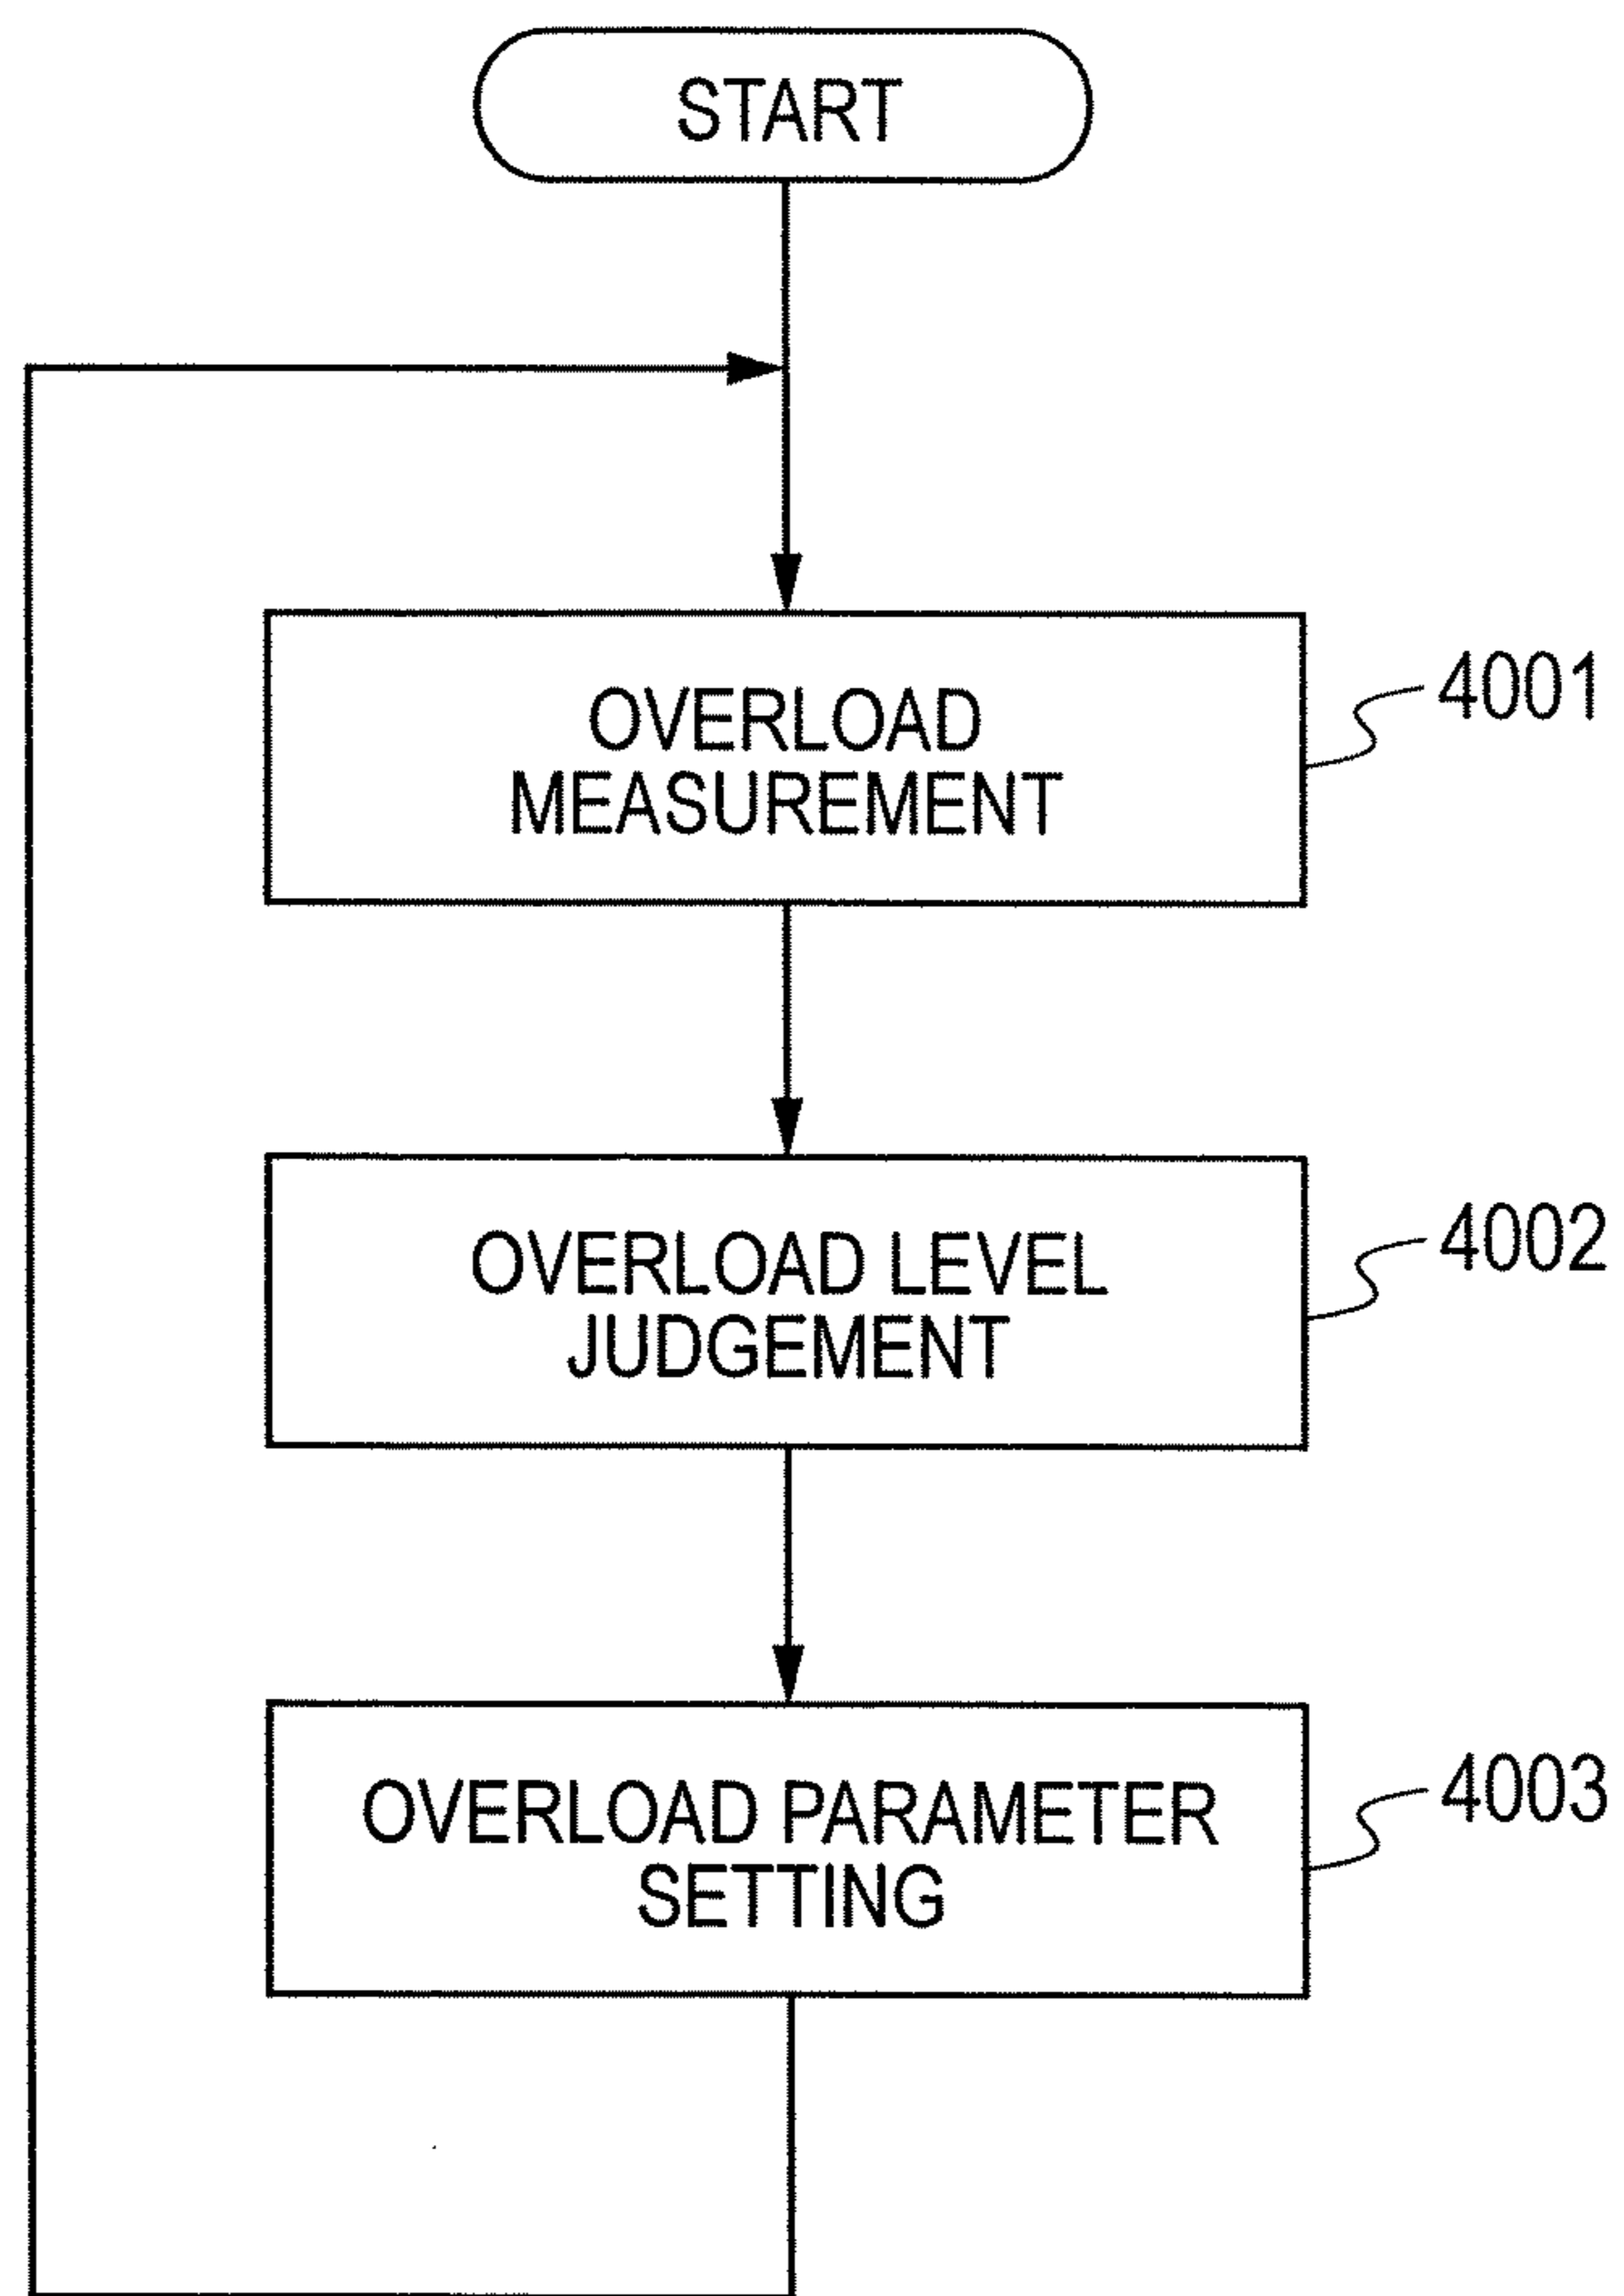 START
OVERLOAD
MEASUREMENT
4001
OVERLOAD LEVEL
JUDGEMENT
4002
OVERLOAD PARAMETER
SETTING
4003